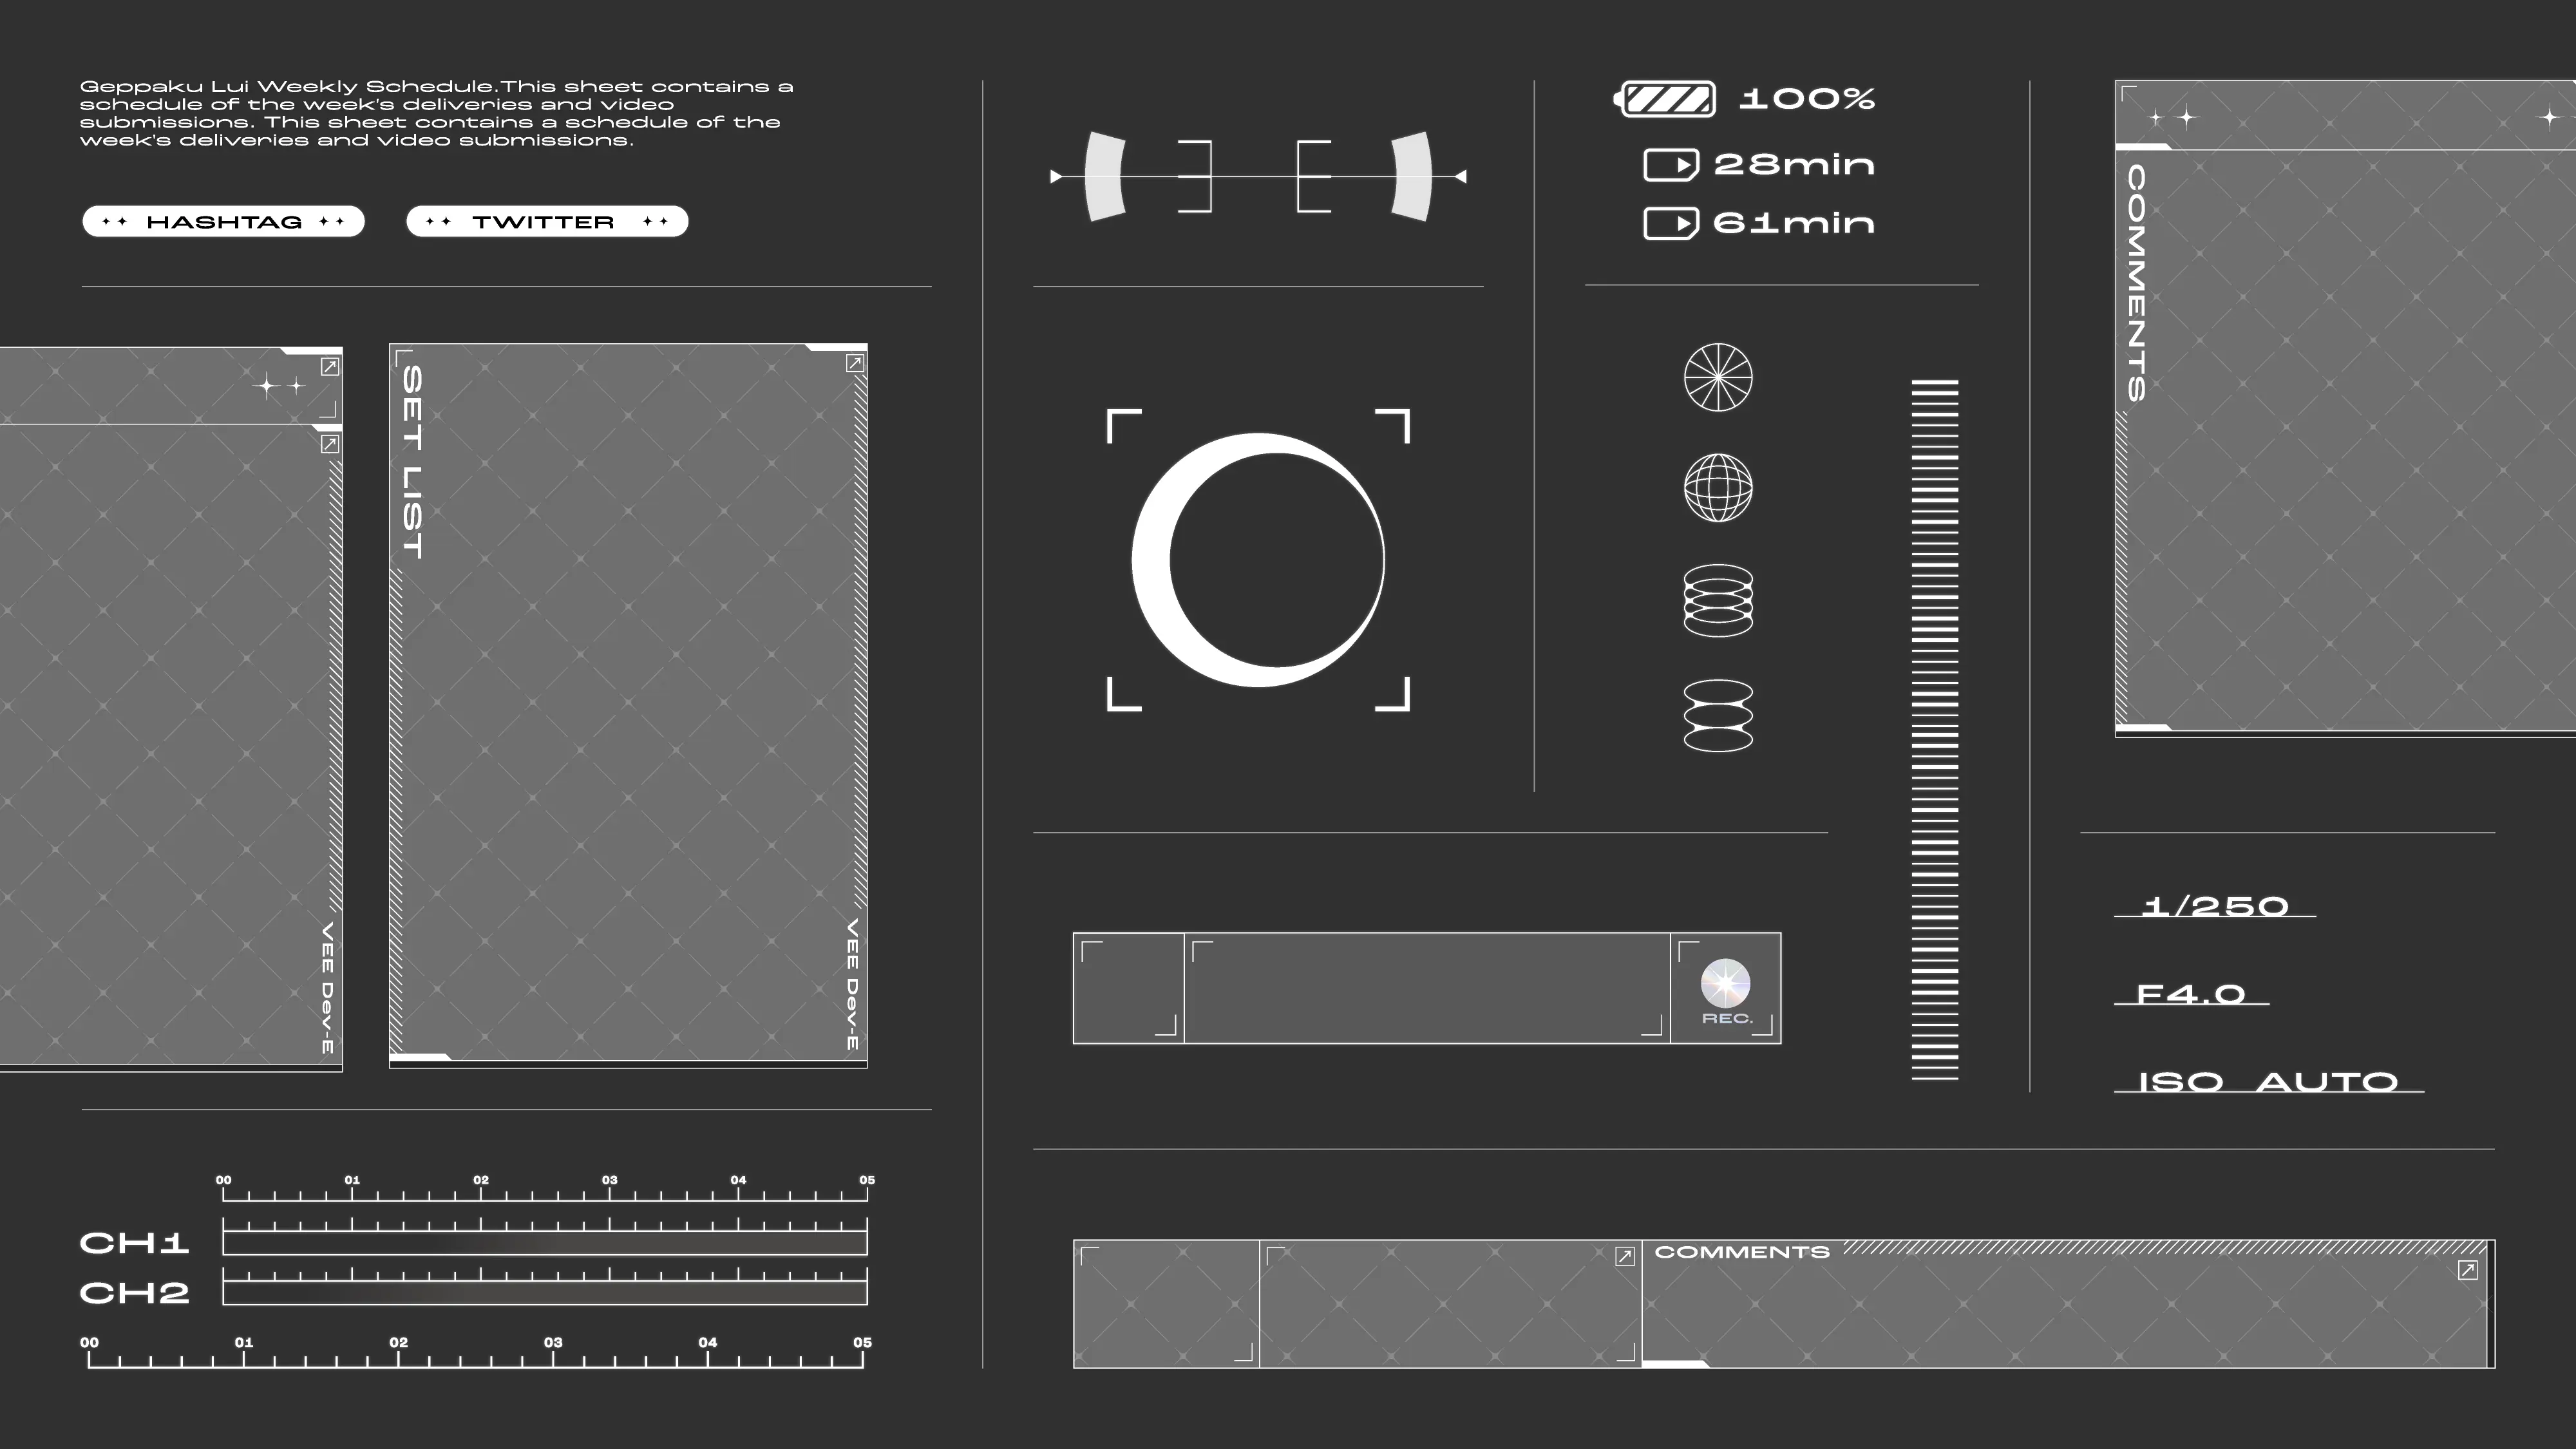 Geppaku Lui Weekly Schedule.This sheet contains a
schedule of the week's deliveries and video
submissions. This sheet contains a schedule of the
week's deliveries and video submissions.
HASHTAG
TWITTER
VEE Dev-E
SET LIST
VEE Dev-E
00 01 02 03 04 05
CH1
CH2
00 01 02 03 04 05
100%
28min
61min
REC.
COMMENTS
1/250
F4.0
ISO AUTO
COMMENTS